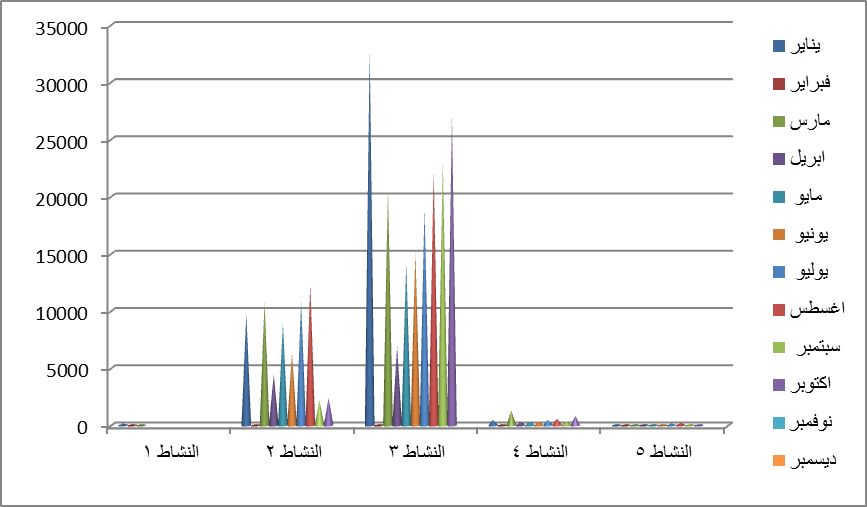 35000
30000
25000
20000
15000
10000
5000
0
النشاط ١
النشاط ٢
النشاط ٣
النشاط ٤
النشاط ٥
يناير
فبراير
مارس
ابريل
مايو
يونيو
يوليو
اغسطس
سبتمبر
اكتوبر
نوفمبر
ديسمبر